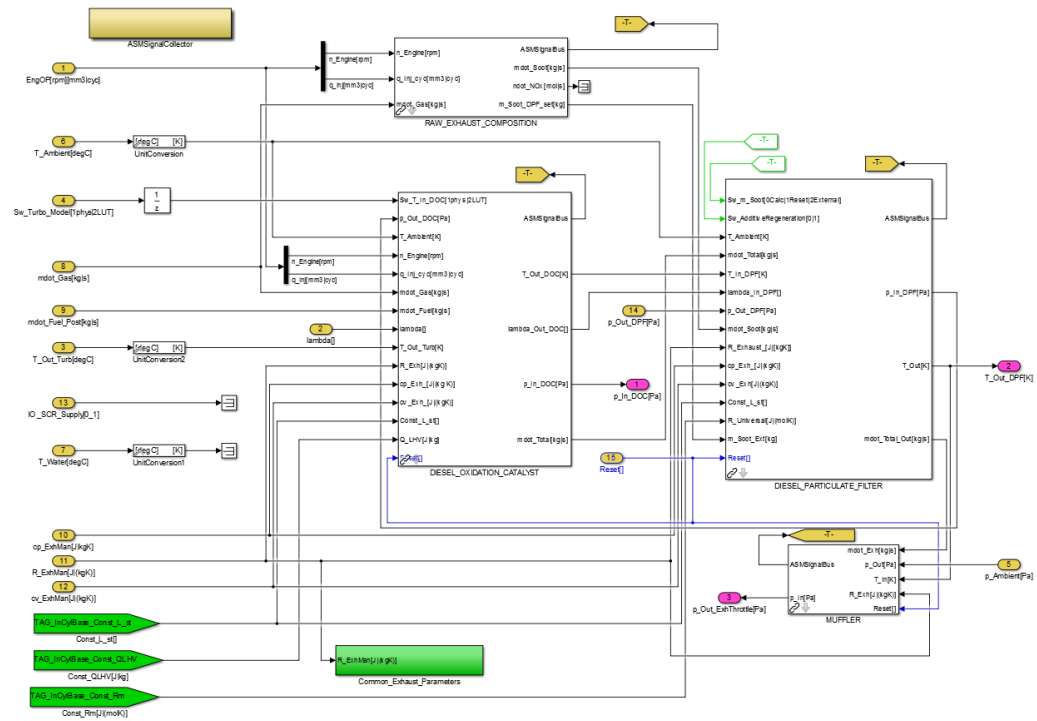 ASMSignalCollector
-T-
1
EngOP[rpm][mm3|cyc]
n_Engine[rpm]
q_inj[mm3|cyc]
n_Engine[rpm]
q_inj_cyc[mm3|cyc]
mdot_Gas[kg|s]
ASMSignalBus
mdot_Soot[kg|s]
ndot_NOx[mol|s]
m_Soot_DPF_set[kg]
RAW_EXHAUST_COMPOSITION
6
T_Ambient[degC]
[degC] [K]
UnitConversion
4
Sw_Turbo_Model[1phys|2LUT]
1
z
8
mdot_Gas[kg|s]
n_Engine[rpm]
q_inj[mm3|cyc]
9
mdot_Fuel_Post[kg|s]
2
lambda[]
3
T_Out_Turb[degC]
[degC] [K]
UnitConversion2
13
IO_SCR_Supply[0_1]
7
T_Water[degC]
[degC] [K]
UnitConversion1
-T-
Sw_T_in_DOC[1phys|2LUT]
p_Out_DOC[Pa]
T_Ambient[K]
n_Engine[rpm]
q_inj_cyc[mm3|cyc]
mdot_Gas[kg|s]
mdot_Fuel[kg|s]
lambda[]
T_Out_Turb[K]
R_Exh[J|(kgK)]
cp_Exh_[J|(kgK)]
cv_Exh_[J|(kgK)]
Const_L_st[]
Q_LHV[J|kg]
ASMSignalBus
T_Out_DOC[K]
lambda_Out_DOC[]
p_In_DOC[Pa]
mdot_Total[kg|s]
DIESEL_OXIDATION_CATALYST
1
p_In_DOC[Pa]
14
p_Out_DPF[Pa]
15
Reset[]
-T-
-T-
-T-
Sw_m_Soot[0Calc|1Reset|2External]
Sw_AdditiveRegeneration[0|1]
T_Ambient[K]
mdot_Total[kg|s]
T_In_DPF[K]
lambda_In_DPF[]
p_Out_DPF[Pa]
mdot_Soot[kg|s]
R_Exhaust_[J|(kgK)]
cp_Exh_[J|(kgK)]
cv_Exh[J|(kgK)]
Const_L_st[]
R_Universal[J|(molK)]
m_Soot_Ext[kg]
Reset[]
ASMSignalBus
p_In_DPF[Pa]
T_Out[K]
mdot_Total_Out[kg|s]
DIESEL_PARTICULATE_FILTER
2
T_Out_DPF[K]
10
cp_ExhMan[J|(kgK]
11
R_ExhMan[J|(kgK)]
12
cv_ExhMan[J|(kgK)]
TAG_InCylBase_Const_L_st
Const_L_st[]
TAG_InCylBase_Const_QLHV
Const_QLHV[J|kg]
TAG_InCylBase_Const_Rm
Const_Rm[J|(molK)]
R_ExhMan[J|(kgK)]
Common_Exhaust_Parameters
-T-
ASMSignalBus
p_In[Pa]
mdot_Exh[kg|s]
p_Out[Pa]
T_In[K]
R_Exh[J|(kgK)]
Reset[]
MUFFLER
3
p_Out_ExhThrottle[Pa]
5
p_Ambient[Pa]